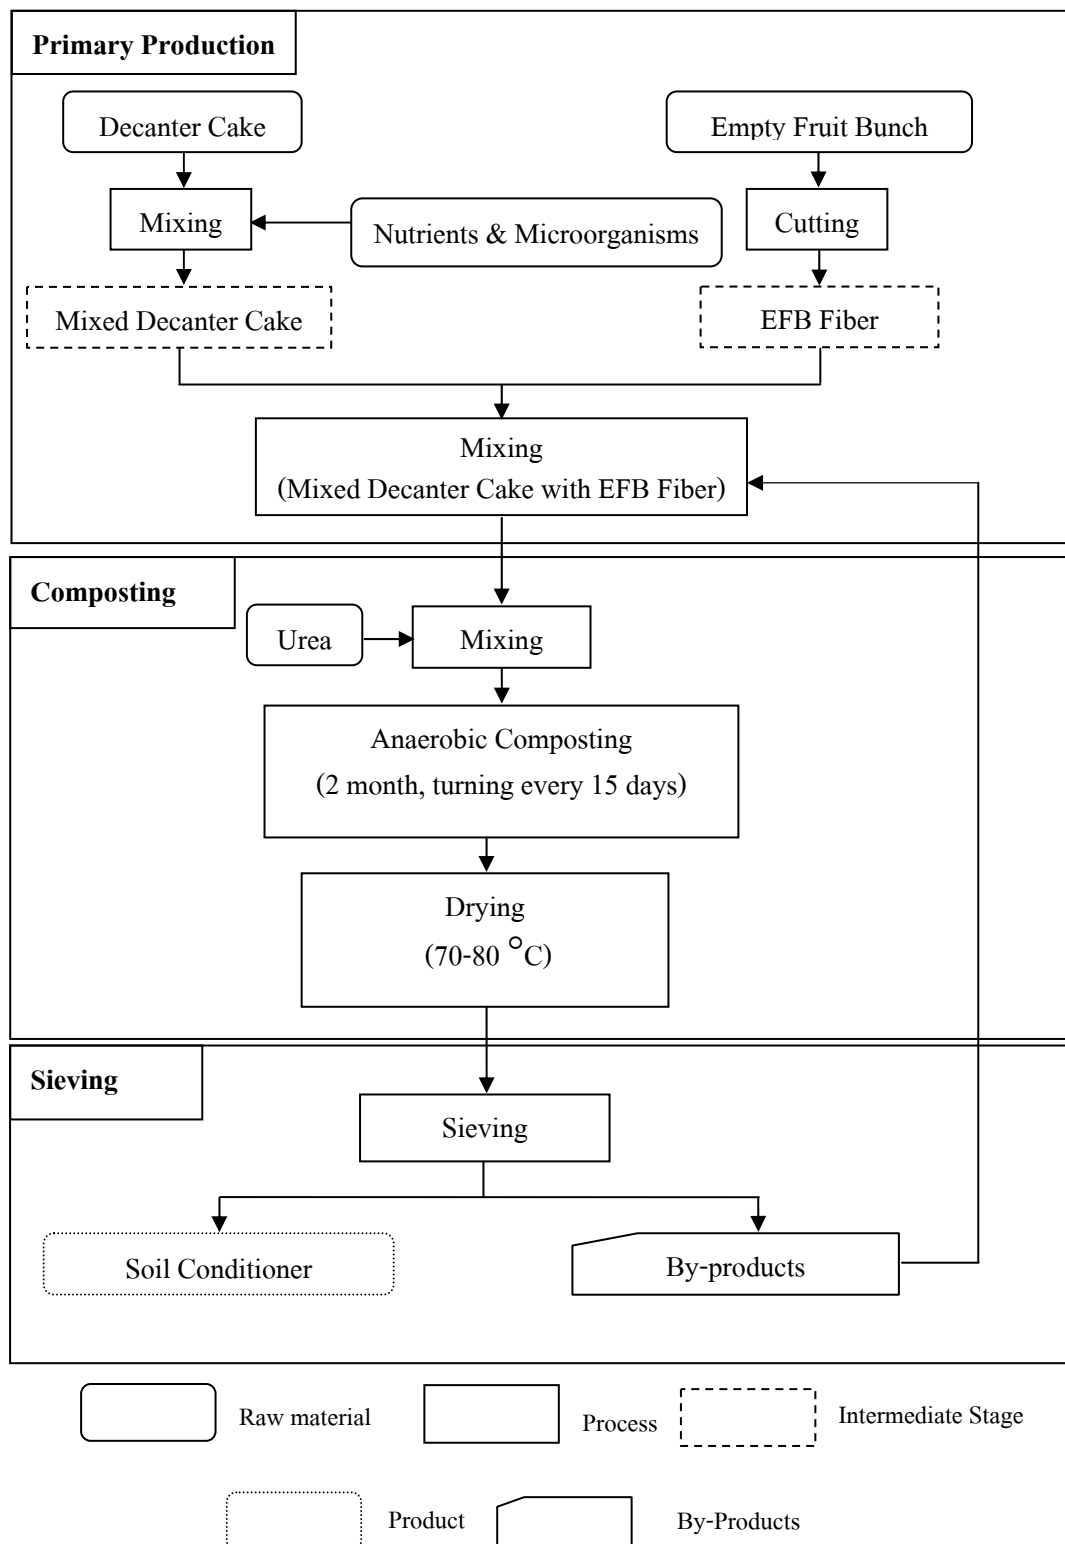 Primary Production
Decanter Cake
Empty Fruit Bunch
Mixing
Nutrients & Microorganisms
Cutting
Mixed Decanter Cake
EFB Fiber
Mixing
(Mixed Decanter Cake with EFB Fiber)
Composting
Urea
Mixing
Anaerobic Composting
(2 month, turning every 15 days)
Drying
(70-80 °C)
Sieving
Sieving
Soil Conditioner
By-products
Raw material
Process
Intermediate Stage
Product
By-Products